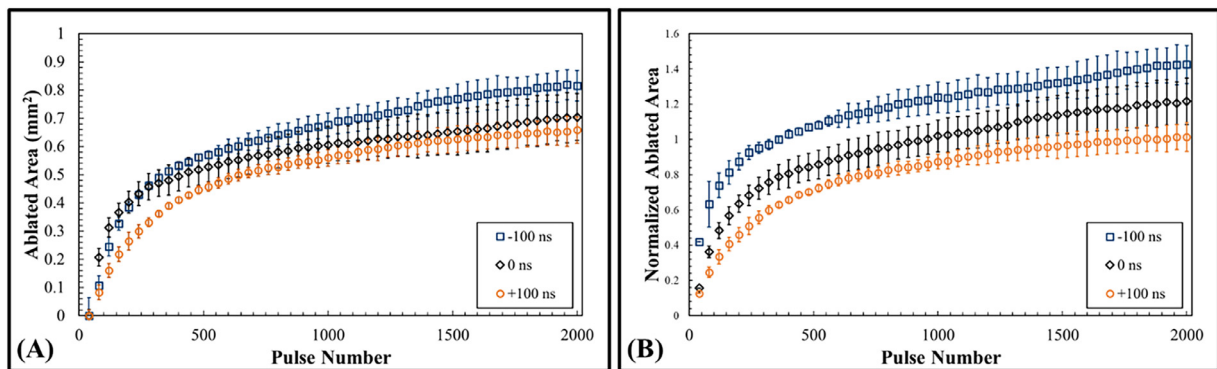 Ablated Area (mm²)
1
0.9
0.8
0.7
0.6
0.5
0.4
0.3
0.2
0.1
0
0 500 1000 1500 2000
Pulse Number
-100 ns
0 ns
+100 ns
(A)
Normalized Ablated Area
1.6
1.4
1.2
1
0.8
0.6
0.4
0.2
0
0 500 1000 1500 2000
Pulse Number
-100 ns
0 ns
+100 ns
(B)